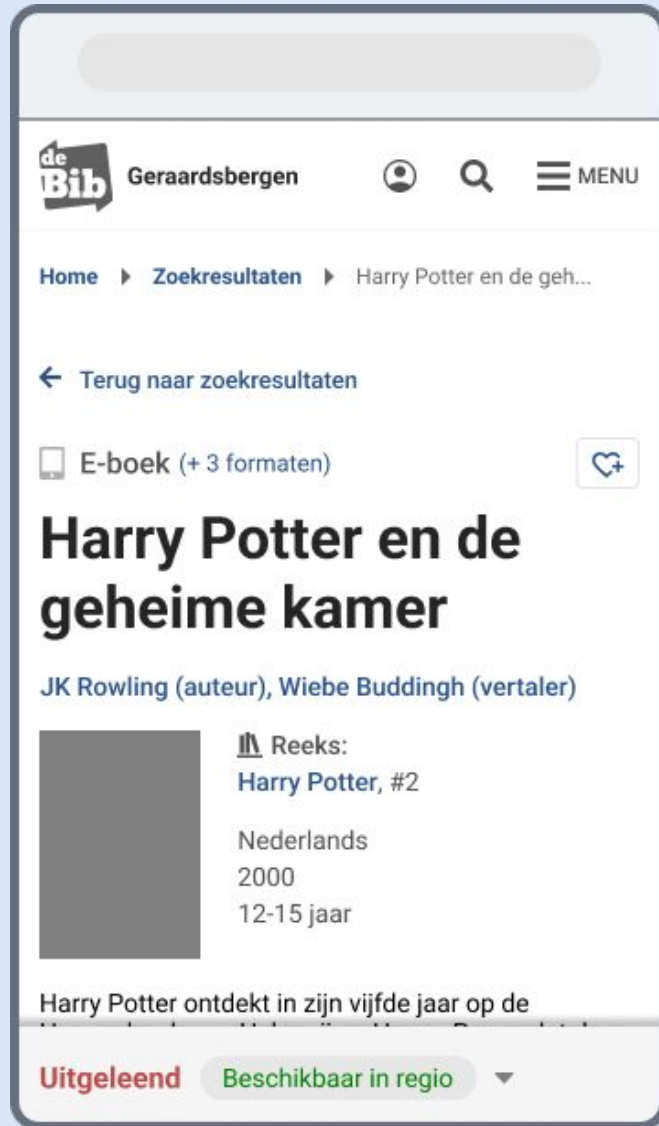 de
Bib
Geraardsbergen
MENU
Home
Zoekresultaten
Harry Potter en de geh...
Terug naar zoekresultaten
E-boek (+ 3 formaten)
Harry Potter en de
geheime kamer
JK Rowling (auteur), Wiebe Buddingh (vertaler)
Reeks:
Harry Potter, #2
Nederlands
2000
12-15 jaar
Harry Potter ontdekt in zijn vijfde jaar op de
Uitgeleend
Beschikbaar in regio